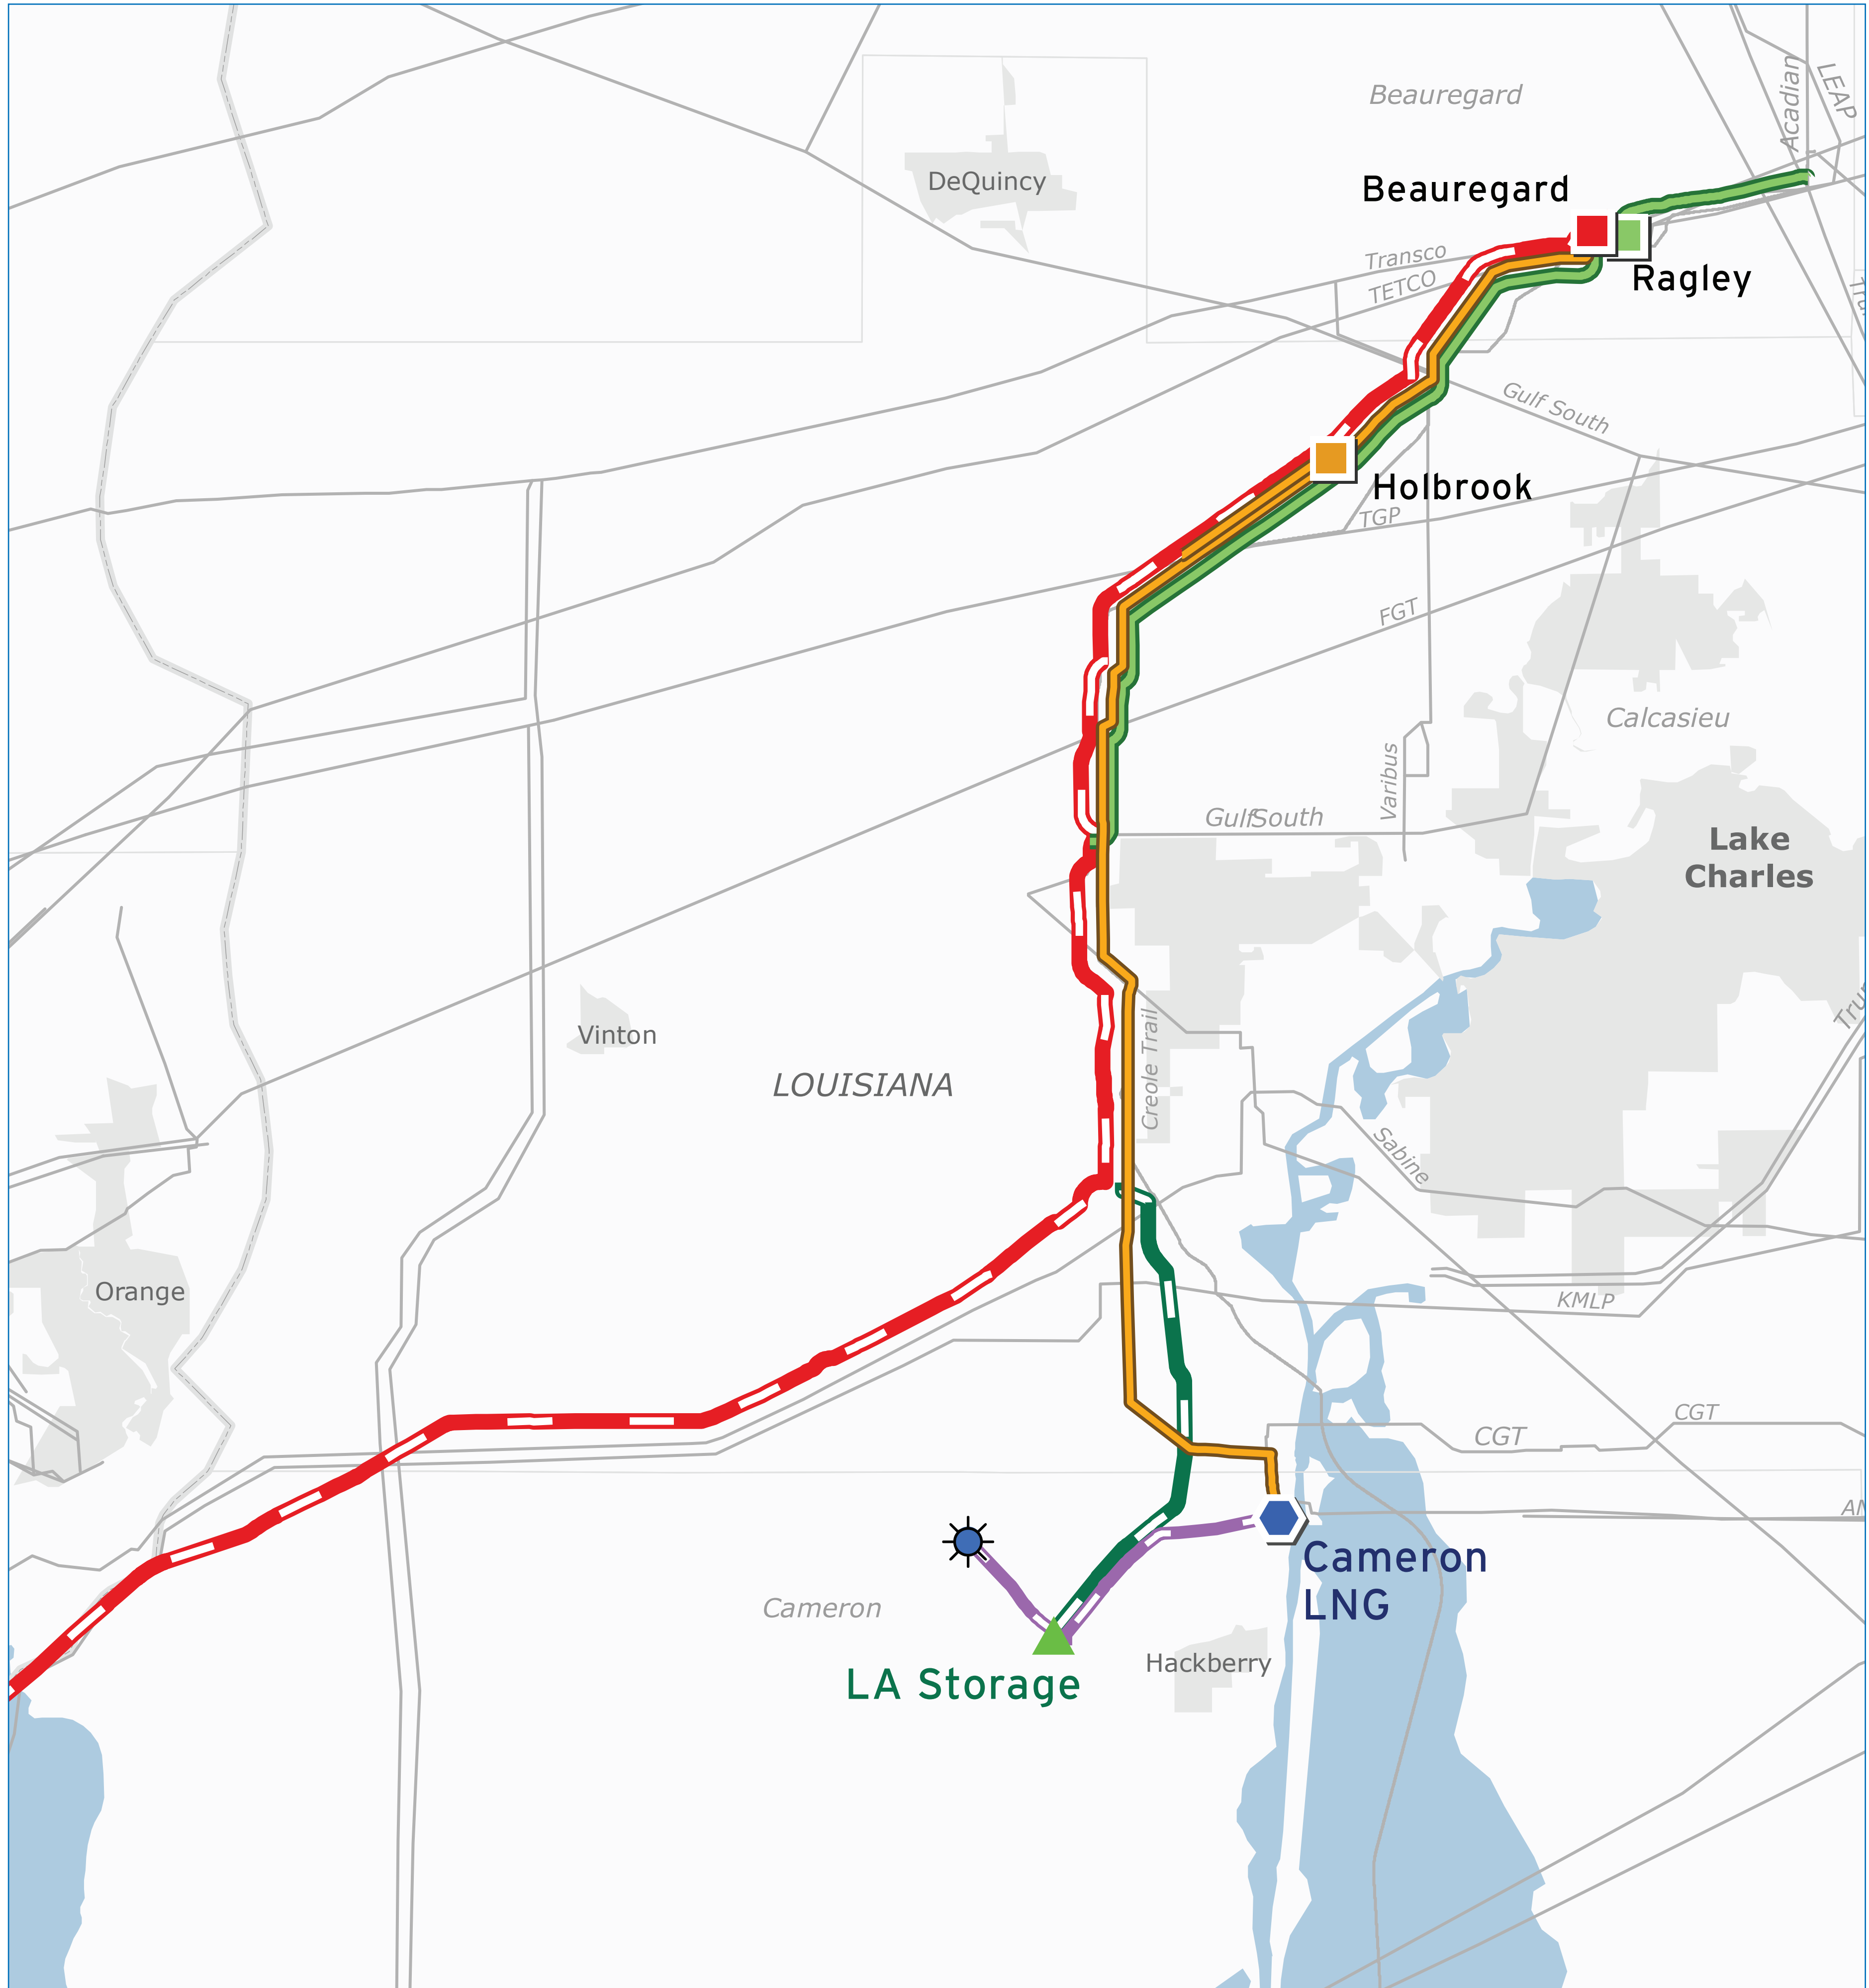 Acadian
LEAP
Beauregard
DeQuincy
Beauregard
Transco
TETCO
Ragley
Gulf South
Holbrook
TGP
FGT
Calcasieu
Varibus
GulfSouth
Lake
Charles
Vinton
LOUISIANA
Creole Trail
Sabine
Orange
KMLP
CGT
CGT
Cameron
LNG
Cameron
Hackberry
LA Storage